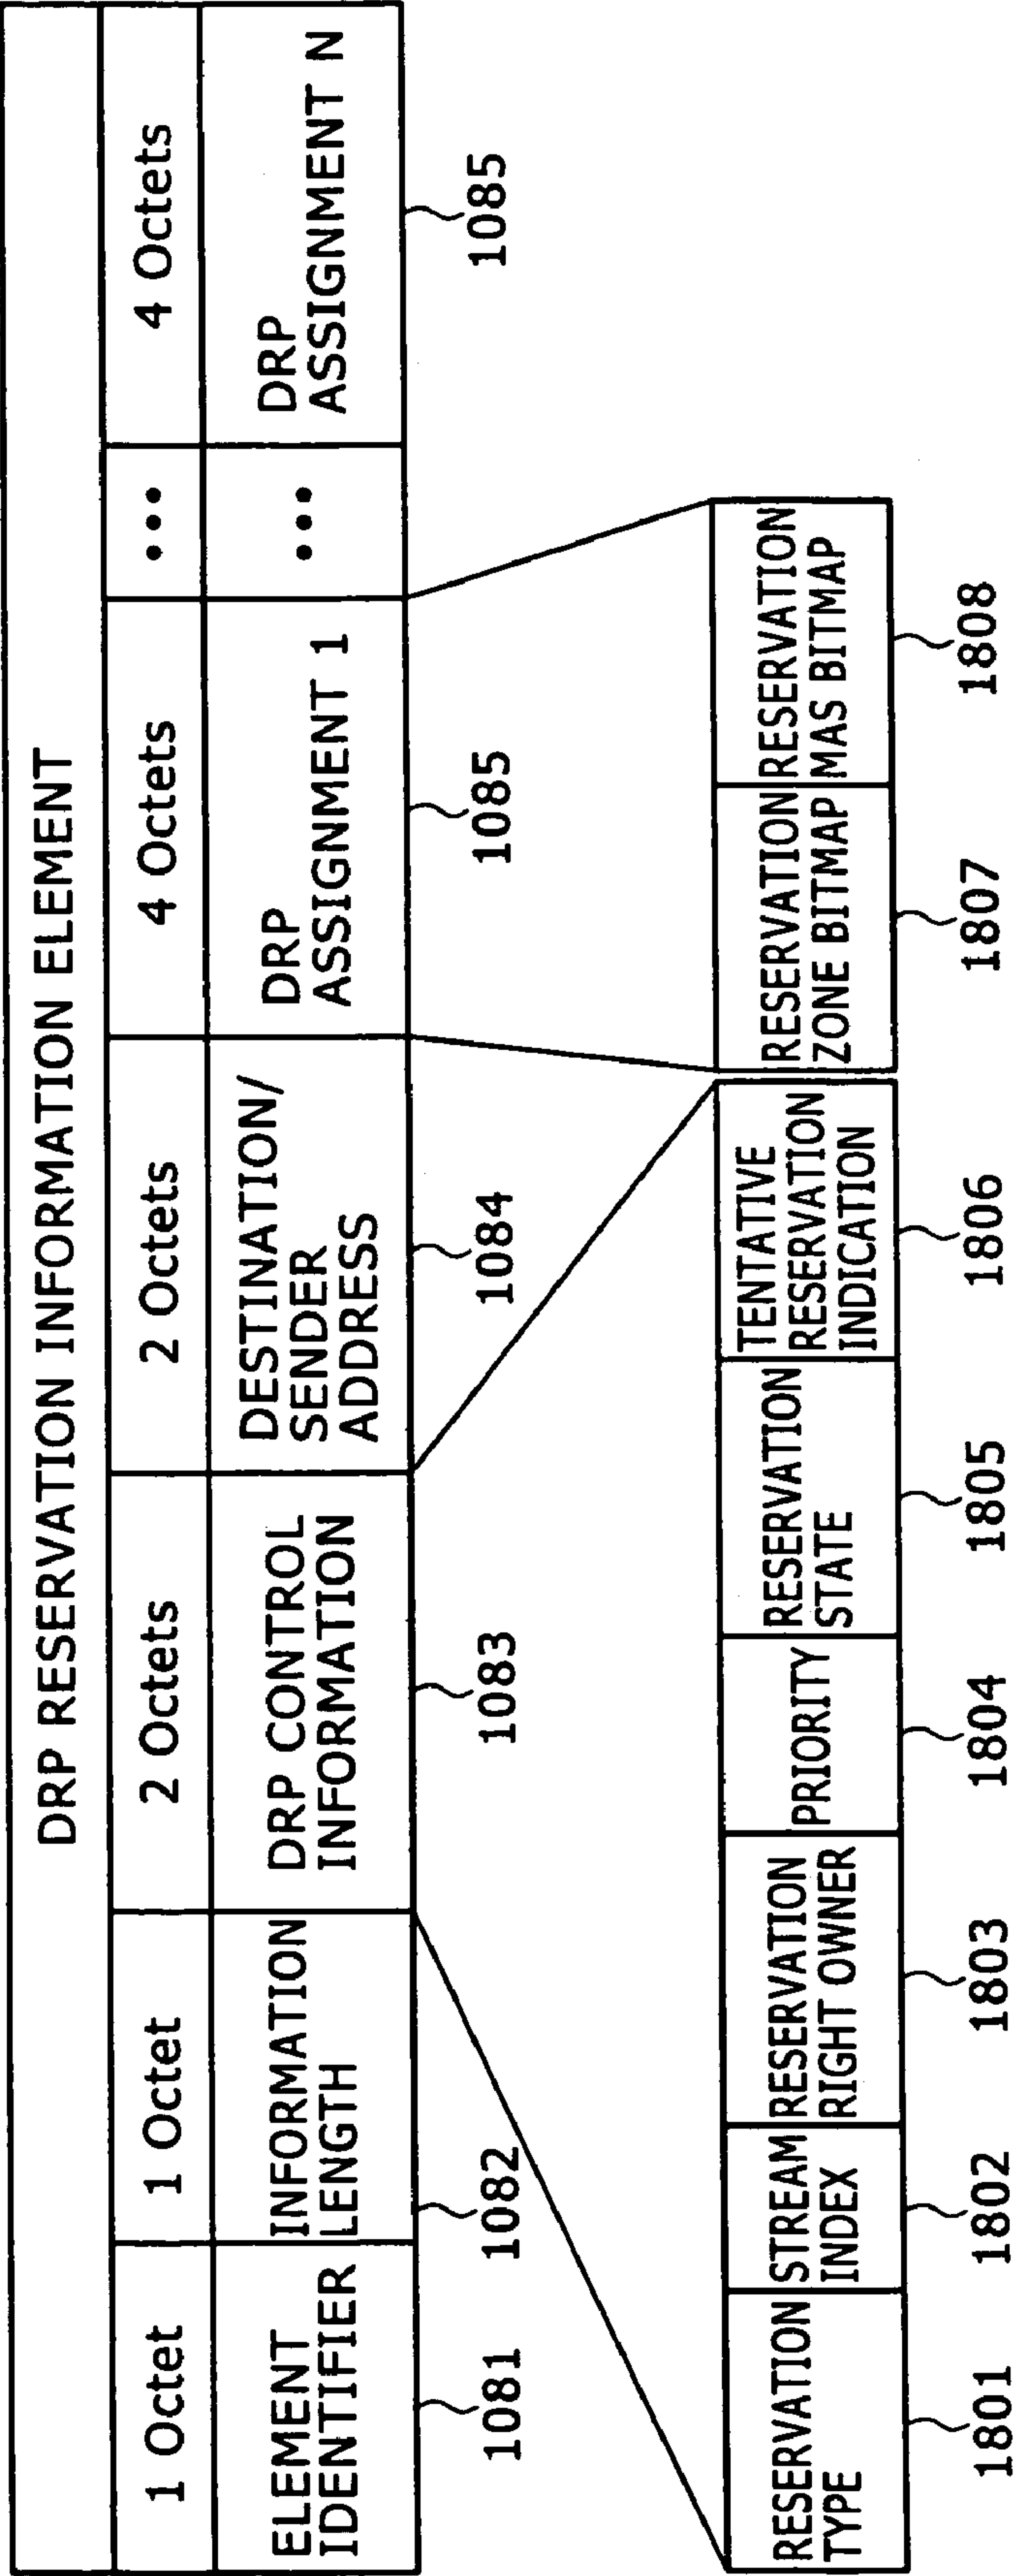 DRP RESERVATION INFORMATION ELEMENT
1 Octet
1 Octet
2 Octets
2 Octets
4 Octets
•••
4 Octets
ELEMENT
IDENTIFIER
INFORMATION
LENGTH
DRP CONTROL
INFORMATION
DESTINATION/
SENDER
ADDRESS
DRP
ASSIGNMENT 1
•••
DRP
ASSIGNMENT N
1081
1082
1083
1084
1085
1085
RESERVATION
TYPE
STREAM
INDEX
RESERVATION
RIGHT OWNER
PRIORITY
RESERVATION
STATE
TENTATIVE
RESERVATION
INDICATION
RESERVATION
ZONE BITMAP
RESERVATION
MAS BITMAP
1801
1802
1803
1804
1805
1806
1807
1808